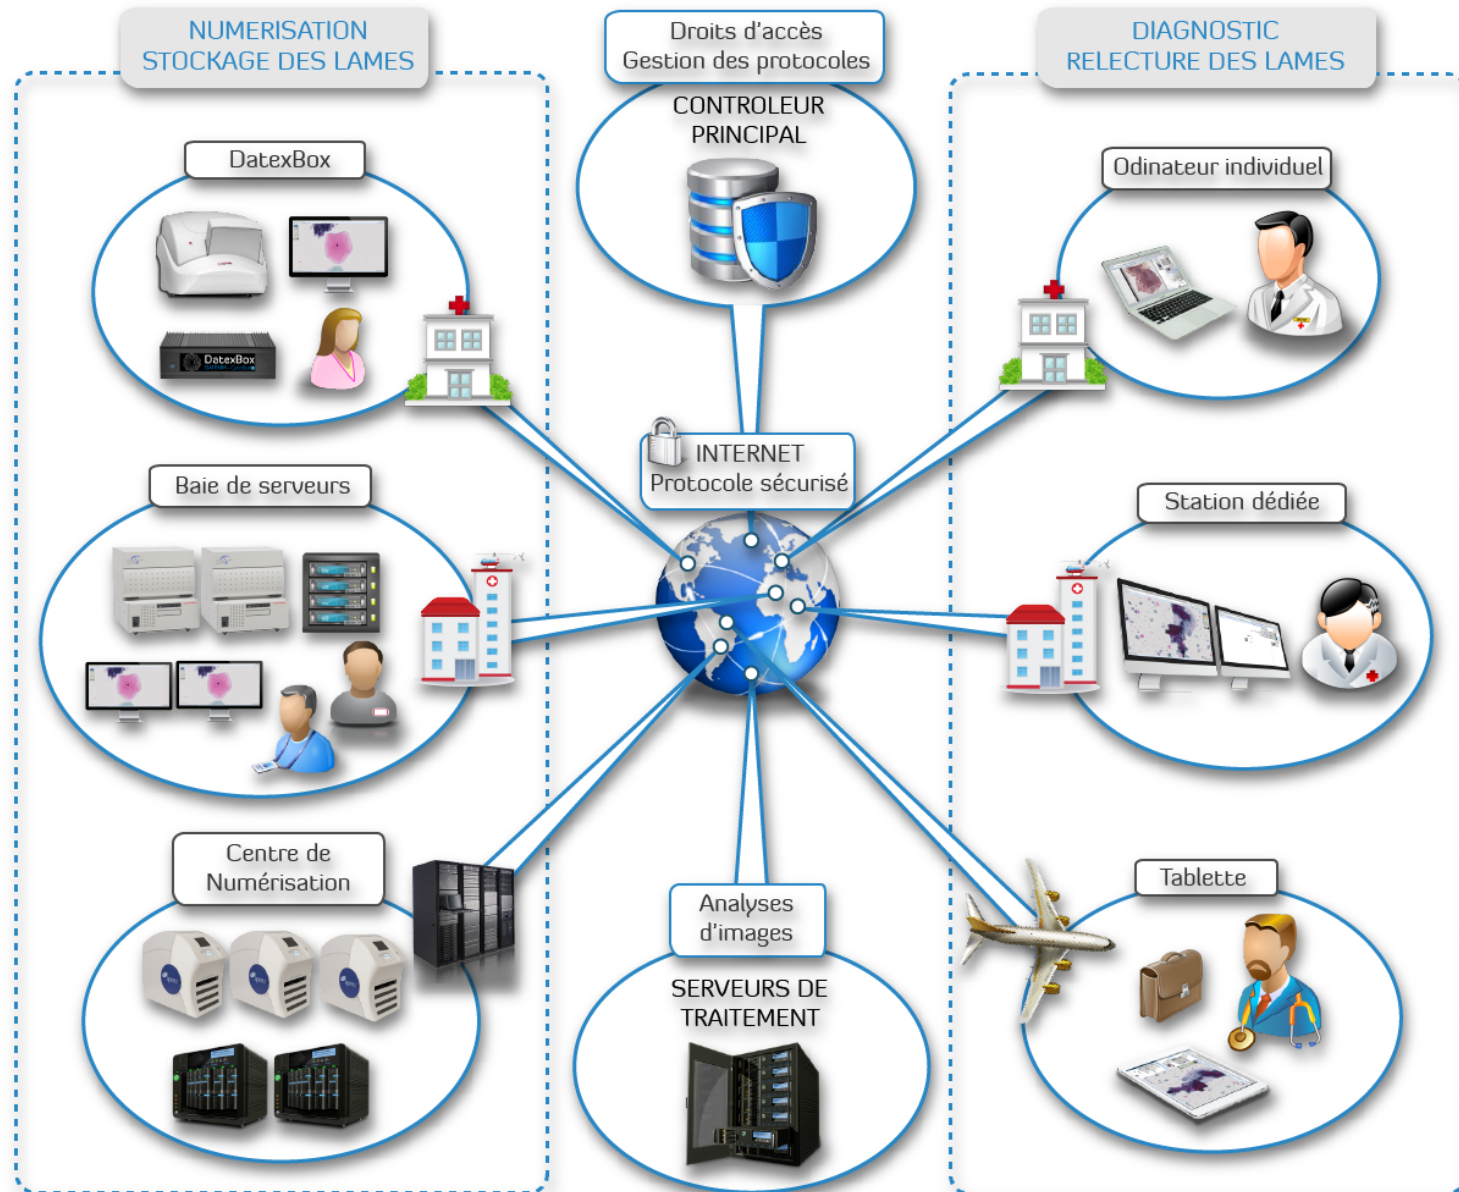 NUMERISATION
STOCKAGE DES LAMES
Droits d'accès
Gestion des protocoles
DIAGNOSTIC
RELECTURE DES LAMES
CONTROLEUR
PRINCIPAL
DatexBox
DatexBox
Odinateur individuel
INTERNET
Protocole sécurisé
Baie de serveurs
Station dédiée
Centre de
Numérisation
Analyses
d'images
SERVEURS DE
TRAITEMENT
Tablette